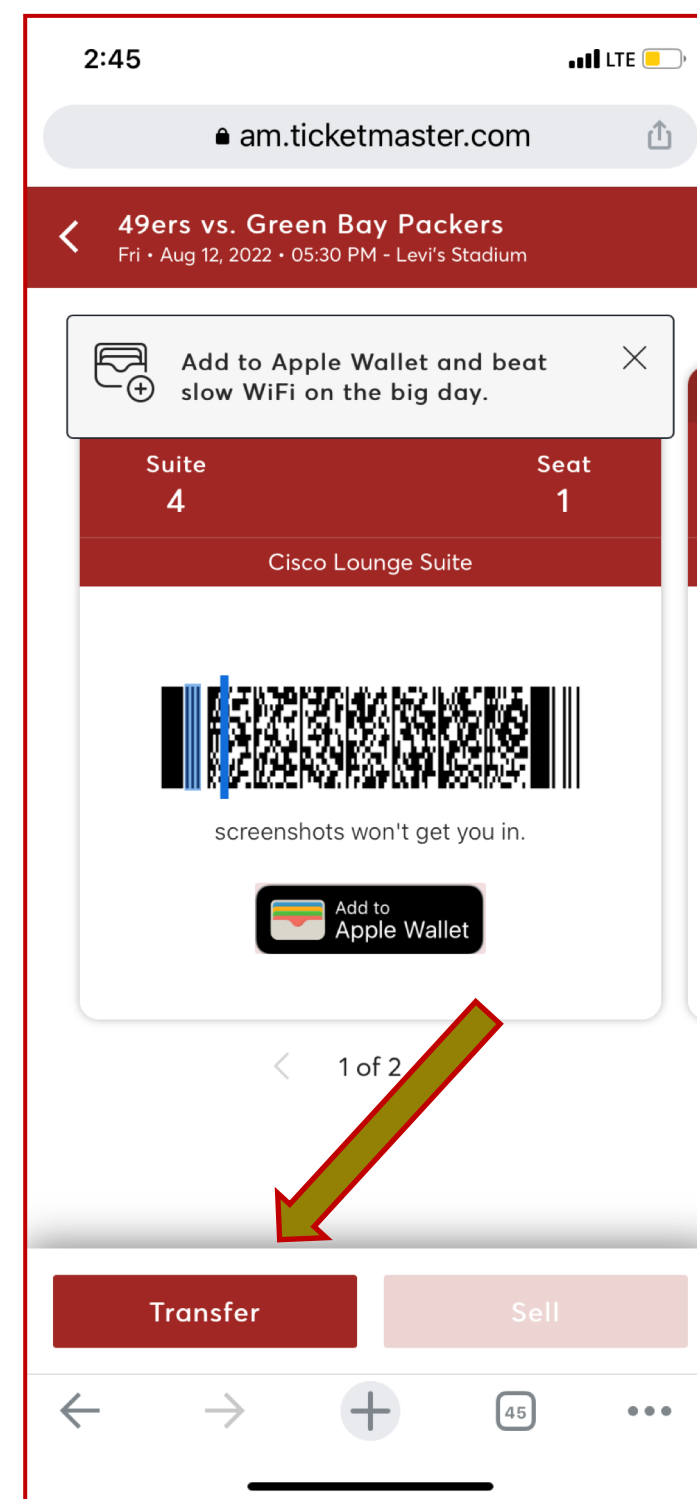 2:45
LTE
am.ticketmaster.com
49ers vs. Green Bay Packers
Fri • Aug 12, 2022 • 05:30 PM - Levi's Stadium
Add to Apple Wallet and beat
slow WiFi on the big day.
Suite Seat
4 1
Cisco Lounge Suite
screenshots won't get you in.
Add to
Apple Wallet
1 of 2
Transfer Sell
45